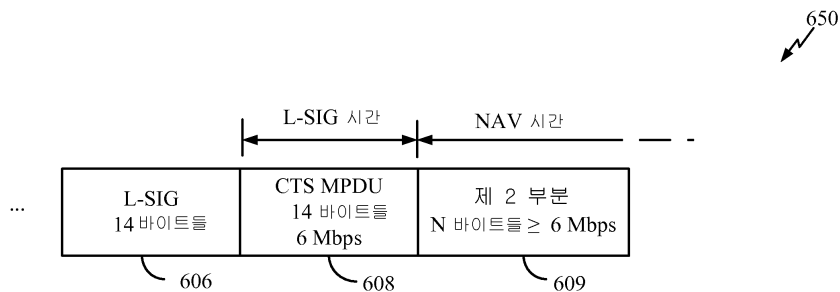 650
L-SIG 시간
NAV 시간
...
L-SIG
14 바이트들
CTS MPDU
14 바이트들
6 Mbps
제 2 부분
N 바이트들≥ 6 Mbps
606
608
609